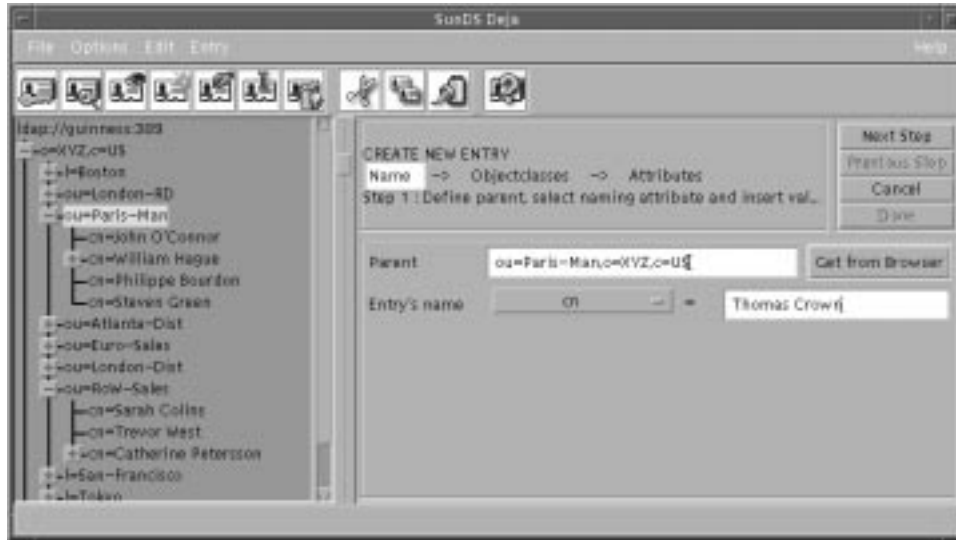 SunDS Deja
File Options Edit Entry Help
ldap://guinness:389
o=XYZ,c=US
l=Boston
ou=London-RD
ou=Paris-Man
cn=John O'Connor
cn=William Hague
cn=Philippe Bourdon
cn=Steven Green
ou=Atlanta-Dist
ou=Euro-Sales
ou=London-Dist
ou=RoW-Sales
cn=Sarah Colins
cn=Trevor West
cn=Catherine Petersson
l=San-Francisco
l=Tokyo
CREATE NEW ENTRY
Name -> Objectclasses -> Attributes
Step 1 : Define parent, select naming attribute and insert val...
Next Step
Previous Step
Cancel
Done
Parent ou=Paris-Man,o=XYZ,c=US Get from Browser
Entry's name cn = Thomas Crown